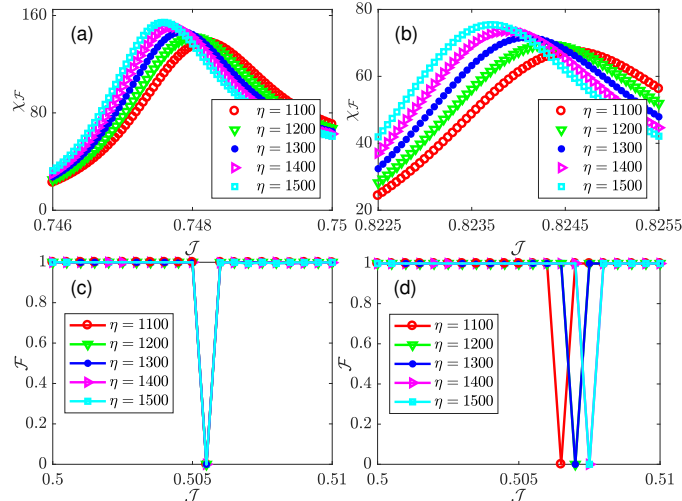 (a)
160
80
0
χ_𝓕
0.746 0.748 0.75
𝒥
η = 1100
η = 1200
η = 1300
η = 1400
η = 1500
(b)
80
60
40
20
0
χ_𝓕
0.8225 0.8235 0.8245 0.8255
𝒥
η = 1100
η = 1200
η = 1300
η = 1400
η = 1500
(c)
1
0.8
0.6
0.4
0.2
0
𝓕
0.5 0.505 0.51
𝒥
η = 1100
η = 1200
η = 1300
η = 1400
η = 1500
(d)
1
0.8
0.6
0.4
0.2
0
𝓕
0.5 0.505 0.51
𝒥
η = 1100
η = 1200
η = 1300
η = 1400
η = 1500